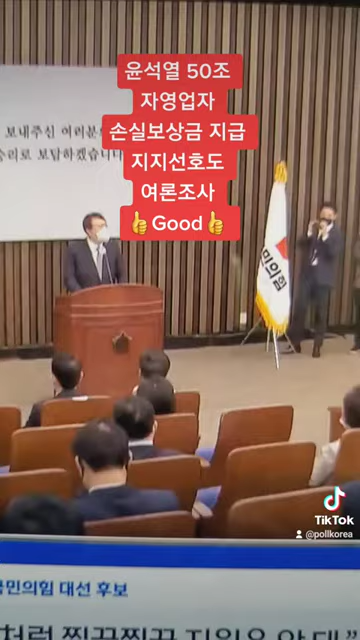 보내주신 여러분
승리로 보답하겠습니다
윤석열 50조
자영업자
손실보상금 지급
지지선호도
여론조사
👍Good👍
국민의힘
TikTok
@pollkorea
국민의힘 대선 후보